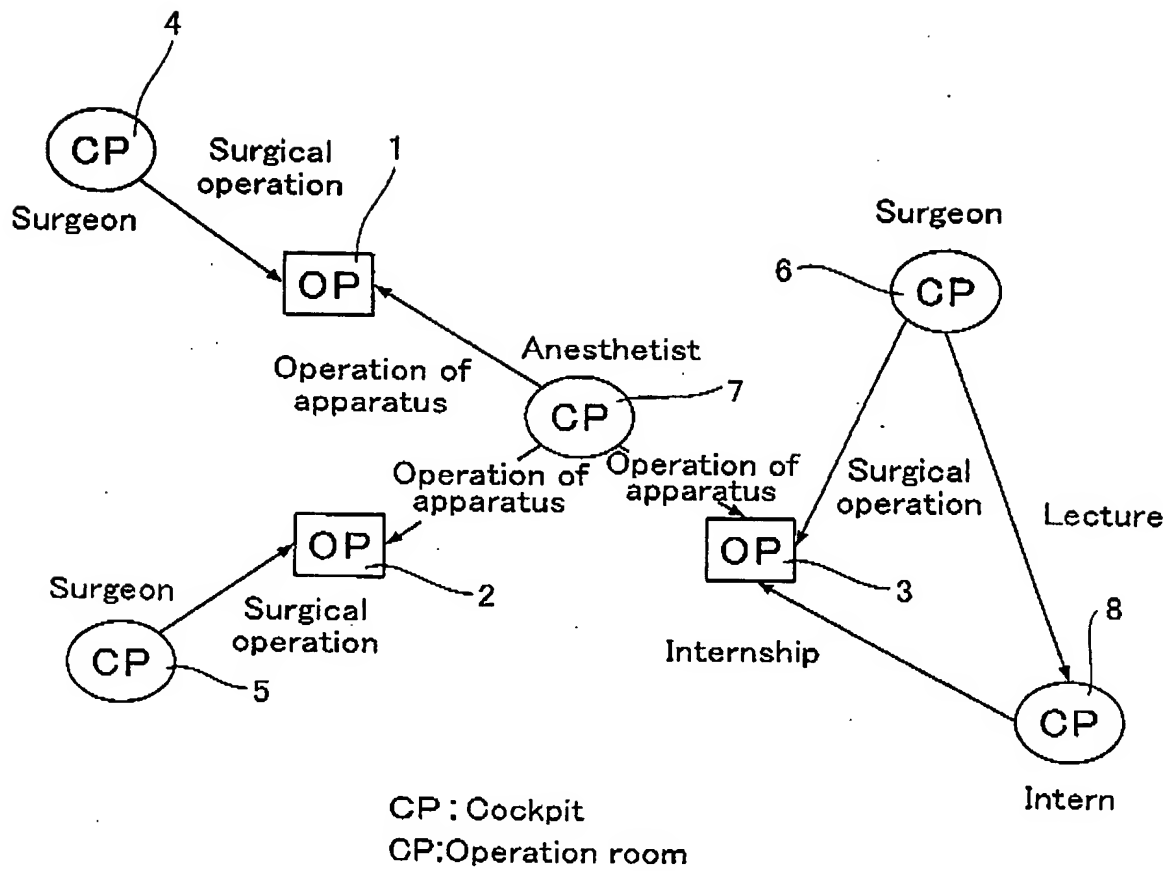 4
CP
Surgical
operation
Surgeon
1
OP
Surgeon
6
CP
Operation of
apparatus
Anesthetist
CP
7
Operation of
apparatus
Operation of
apparatus
Surgical
operation
Lecture
OP
2
OP
3
Surgeon
Surgical
operation
CP
5
Internship
8
CP
Intern
CP : Cockpit
CP:Operation room